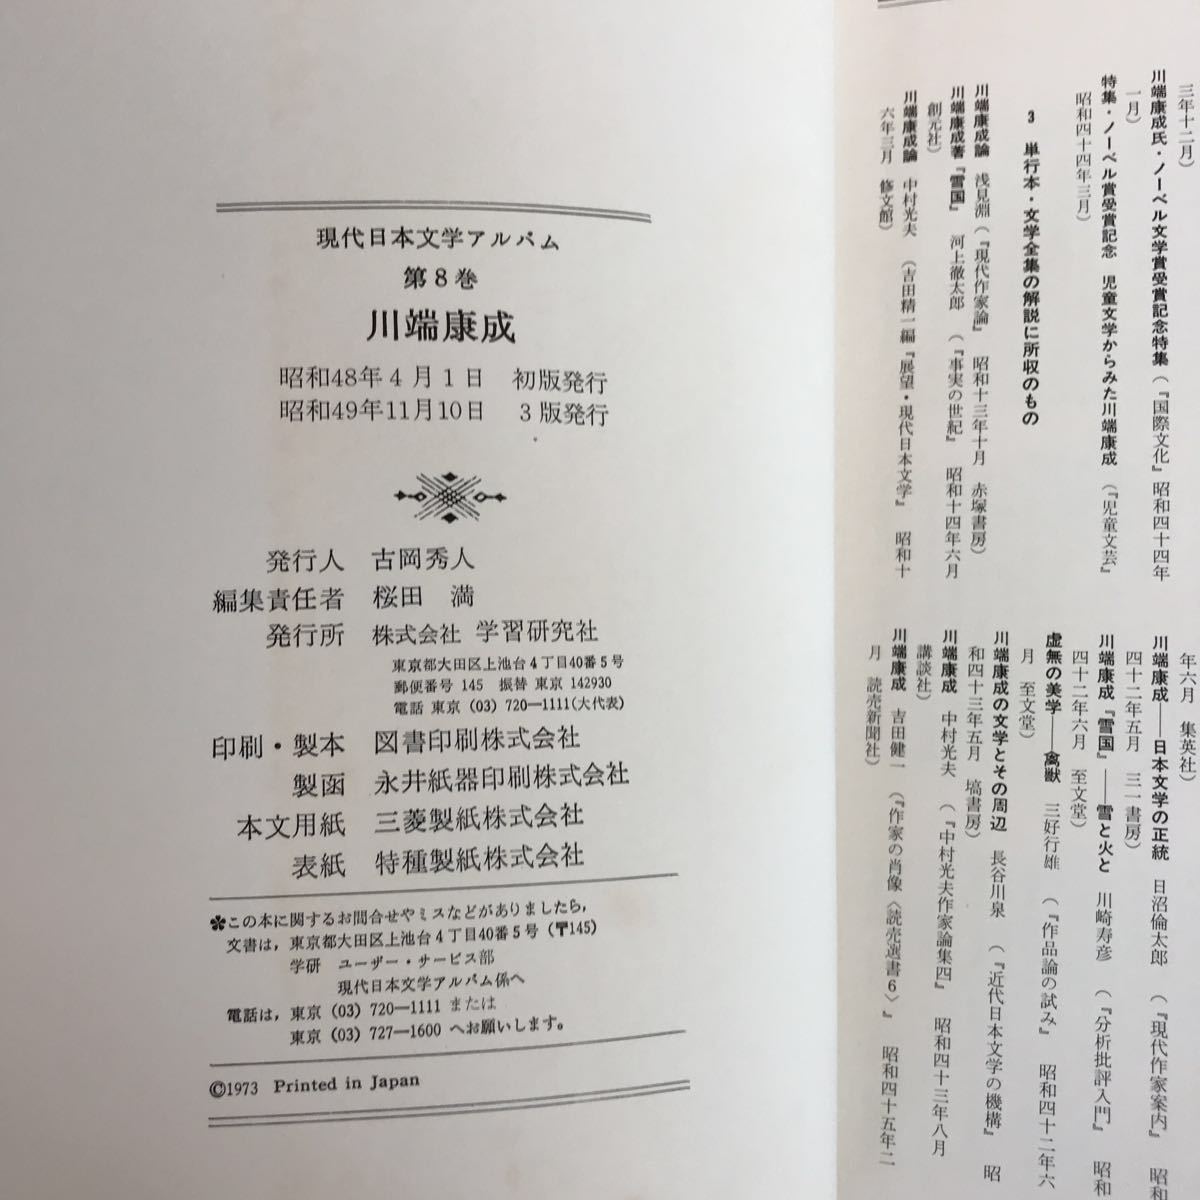 現代日本文学アルバム
第8巻
川端康成
昭和48年4月1日 初版発行
昭和49年11月10日 3版発行
発行人 古岡秀人
編集責任者 桜田 満
発行所 株式会社 学習研究社
東京都大田区上池台4丁目40番5号
郵便番号 145 振替 東京 142930
電話 東京 (03) 720―1111(大代表)
印刷・製本 図書印刷株式会社
製函 永井紙器印刷株式会社
本文用紙 三菱製紙株式会社
表紙 特種製紙株式会社
✽この本に関するお問合せやミスなどがありましたら,
文書は, 東京都大田区上池台4丁目40番5号 (〒145)
学研 ユーザー・サービス部
現代日本文学アルバム係へ
電話は, 東京 (03) 720―1111 または
東京 (03) 727―1600 へお願いします。
©1973 Printed in Japan
三年十二月)
川端康成氏・ノーベル文学賞受賞記念特集 (『国際文化』 昭和四十四年
一月)
特集・ノーベル賞受賞記念 児童文学からみた川端康成 (『児童文芸』
昭和四十四年三月)
3 単行本・文学全集の解説に所収のもの
川端康成論 浅見淵 (『現代作家論』 昭和十三年十月 赤塚書房)
川端康成著『雪国』 河上徹太郎 (『事実の世紀』 昭和十四年六月
創元社)
川端康成論 中村光夫 (吉田精一編『展望・現代日本文学』 昭和十
六年三月 修文館)
年六月 集英社)
川端康成――日本文学の正統 日沼倫太郎 (『現代作家案内』 昭和
四十二年五月 三一書房)
川端康成『雪国』――雪と火と 川崎寿彦 (『分析批評入門』 昭和
四十二年六月 至文堂)
虚無の美学――禽獣 三好行雄 (『作品論の試み』 昭和四十二年六
月 至文堂)
川端康成の文学とその周辺 長谷川泉 (『近代日本文学の機構』 昭
和四十三年五月 塙書房)
川端康成 中村光夫 (『中村光夫作家論集四』 昭和四十三年八月
講談社)
川端康成 吉田健一 (『作家の肖像〈読売選書6〉』 昭和四十五年二
月 読売新聞社)